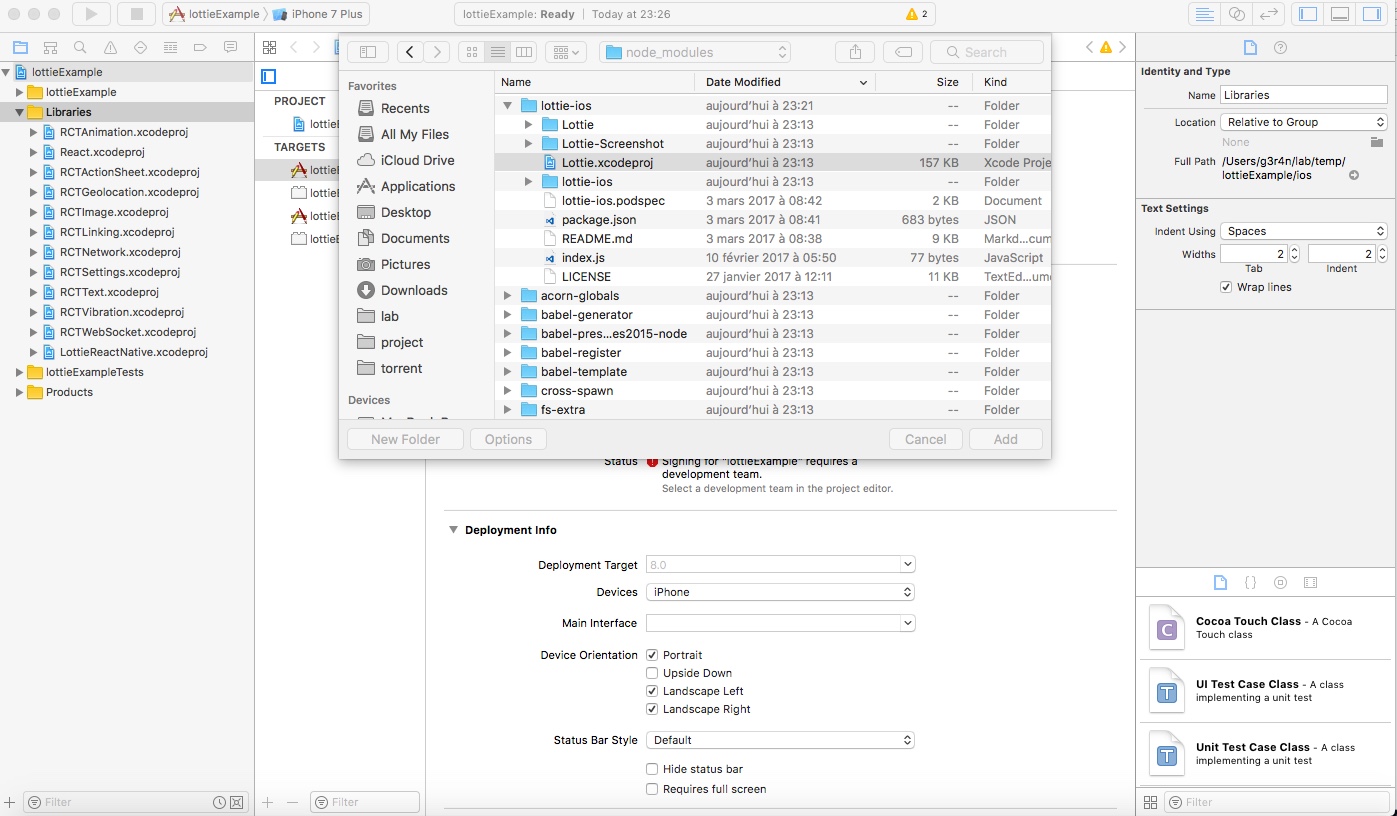 lottieExample
iPhone 7 Plus
lottieExample: Ready | Today at 23:26
2
lottieExample
lottieExample
Libraries
RCTAnimation.xcodeproj
React.xcodeproj
RCTActionSheet.xcodeproj
RCTGeolocation.xcodeproj
RCTImage.xcodeproj
RCTLinking.xcodeproj
RCTNetwork.xcodeproj
RCTSettings.xcodeproj
RCTText.xcodeproj
RCTVibration.xcodeproj
RCTWebSocket.xcodeproj
LottieReactNative.xcodeproj
lottieExampleTests
Products
Filter
PROJECT
lottieE
TARGETS
lottieE
lottieE
lottieE
lottieE
Filter
node_modules
Search
Favorites
Recents
All My Files
iCloud Drive
Applications
Desktop
Documents
Pictures
Downloads
lab
project
torrent
Devices
Name Date Modified Size Kind
lottie-ios aujourd'hui à 23:21 -- Folder
Lottie aujourd'hui à 23:13 -- Folder
Lottie-Screenshot aujourd'hui à 23:13 -- Folder
Lottie.xcodeproj aujourd'hui à 23:13 157 KB Xcode Proje
lottie-ios aujourd'hui à 23:13 -- Folder
lottie-ios.podspec 3 mars 2017 à 08:42 2 KB Document
package.json 3 mars 2017 à 08:41 683 bytes JSON
README.md 3 mars 2017 à 08:38 9 KB Markd...cum
index.js 10 février 2017 à 05:50 77 bytes JavaScript
LICENSE 27 janvier 2017 à 12:11 11 KB TextEd...ume
acorn-globals aujourd'hui à 23:13 -- Folder
babel-generator aujourd'hui à 23:13 -- Folder
babel-pres...es2015-node aujourd'hui à 23:13 -- Folder
babel-register aujourd'hui à 23:13 -- Folder
babel-template aujourd'hui à 23:13 -- Folder
cross-spawn aujourd'hui à 23:13 -- Folder
fs-extra aujourd'hui à 23:13 -- Folder
New Folder Options Cancel Add
Status Signing for "lottieExample" requires a
development team.
Select a development team in the project editor.
Deployment Info
Deployment Target 8.0
Devices iPhone
Main Interface
Device Orientation Portrait
Upside Down
Landscape Left
Landscape Right
Status Bar Style Default
Hide status bar
Requires full screen
Identity and Type
Name Libraries
Location Relative to Group
None
Full Path /Users/g3r4n/lab/temp/
lottieExample/ios
Text Settings
Indent Using Spaces
Widths 2 2
Tab Indent
Wrap lines
C
Cocoa Touch Class - A Cocoa
Touch class
T
UI Test Case Class - A class
implementing a unit test
T
Unit Test Case Class - A class
implementing a unit test
Filter